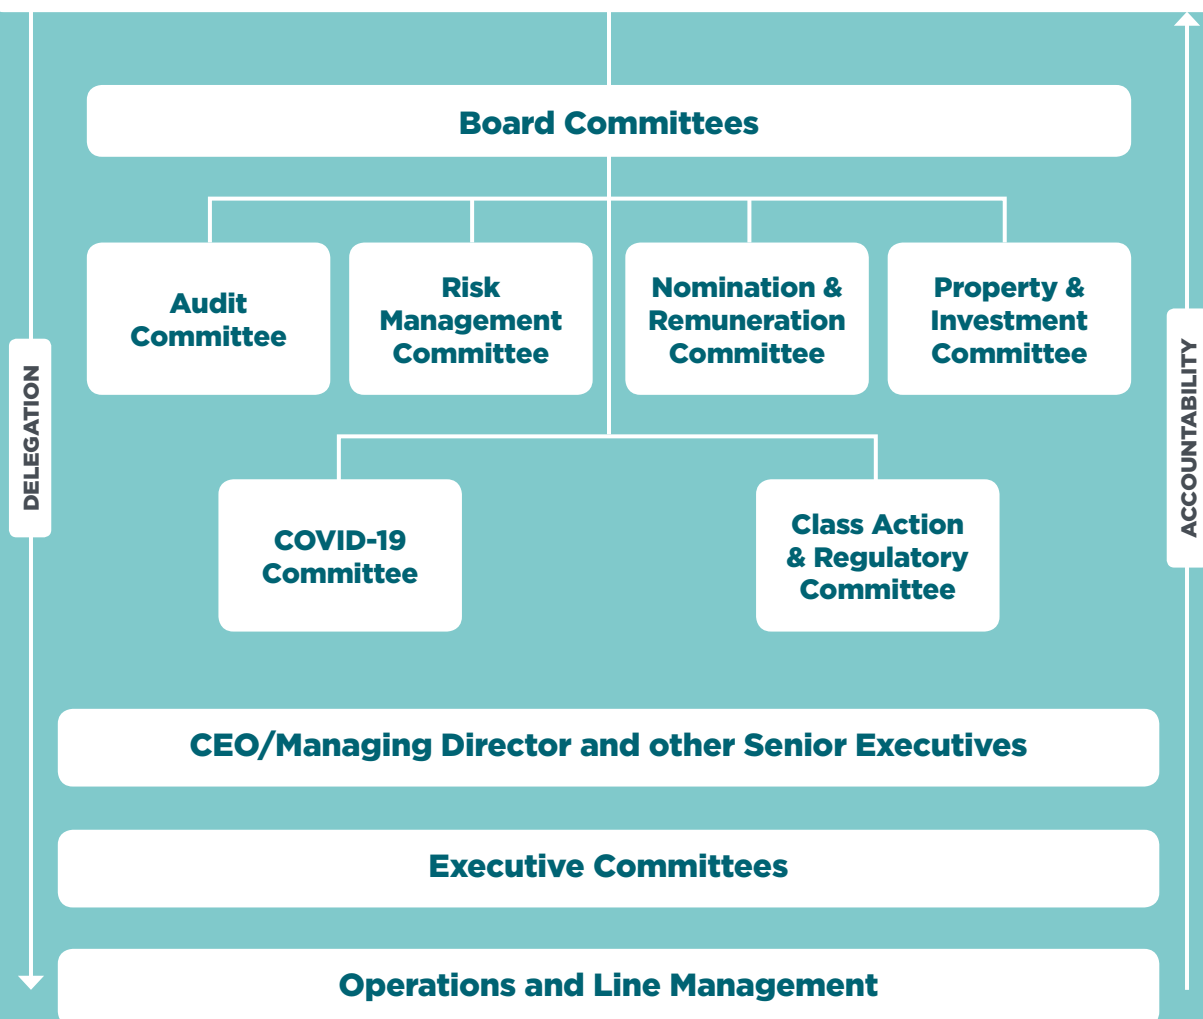 Board Committees
Audit
Committee
Risk
Management
Committee
Nomination &
Remuneration
Committee
Property &
Investment
Committee
DELEGATION
ACCOUNTABILITY
COVID-19
Committee
Class Action
& Regulatory
Committee
CEO/Managing Director and other Senior Executives
Executive Committees
Operations and Line Management